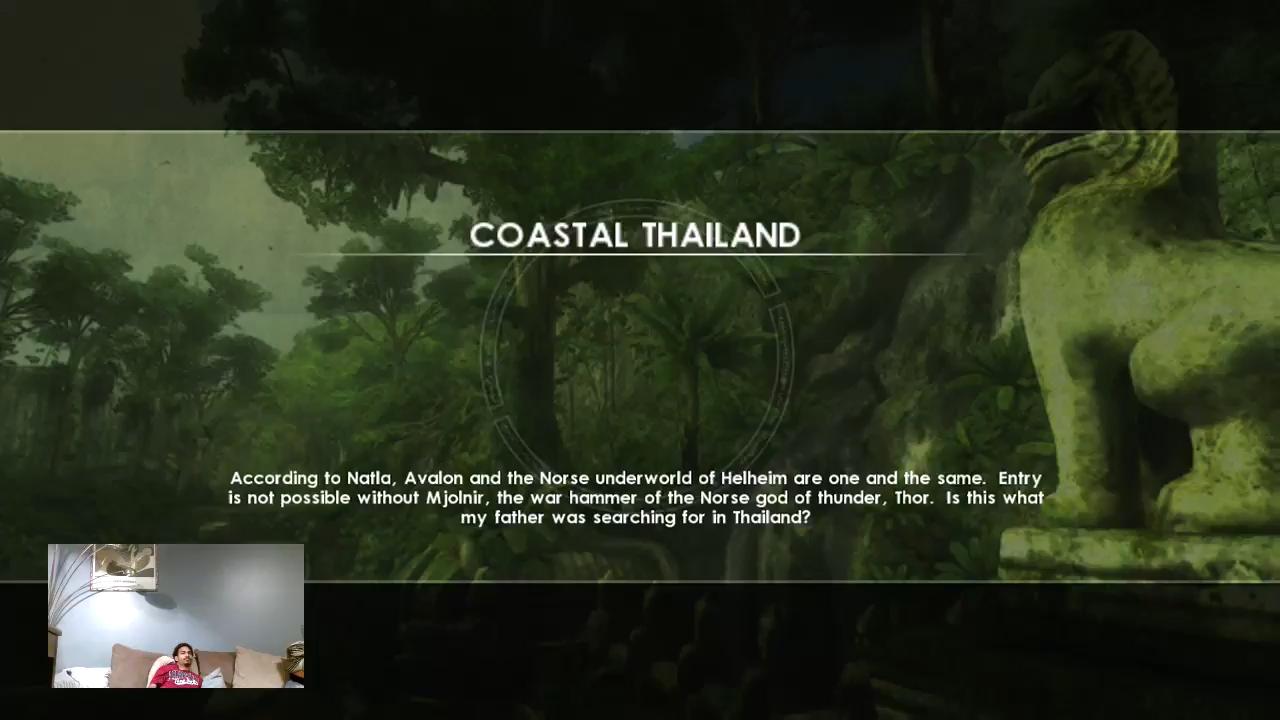 COASTAL THAILAND
According to Natla, Avalon and the Norse underworld of Helheim are one and the same.  Entry
is not possible without Mjolnir, the war hammer of the Norse god of thunder, Thor.  Is this what
my father was searching for in Thailand?